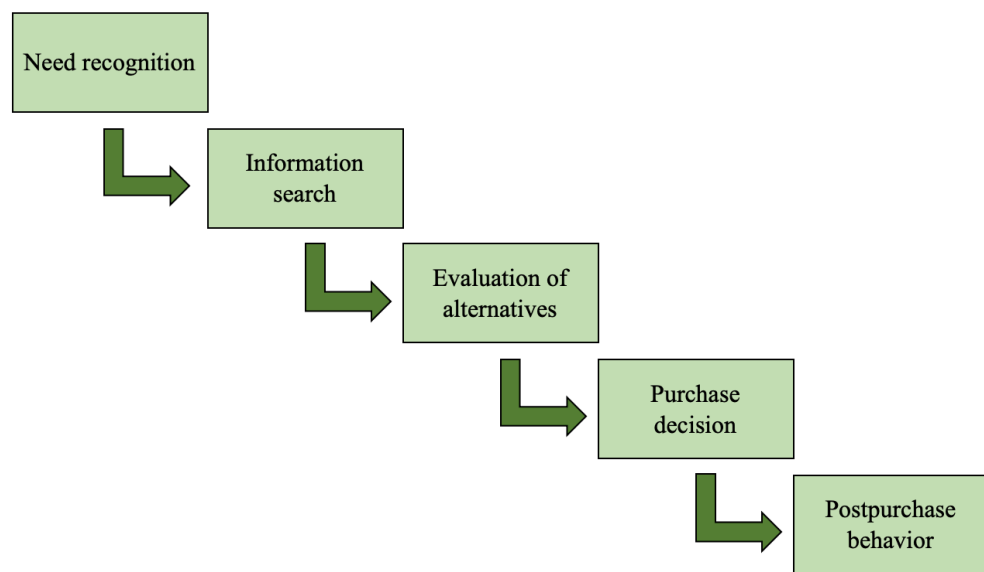 Need recognition
Information
search
Evaluation of
alternatives
Purchase
decision
Postpurchase
behavior